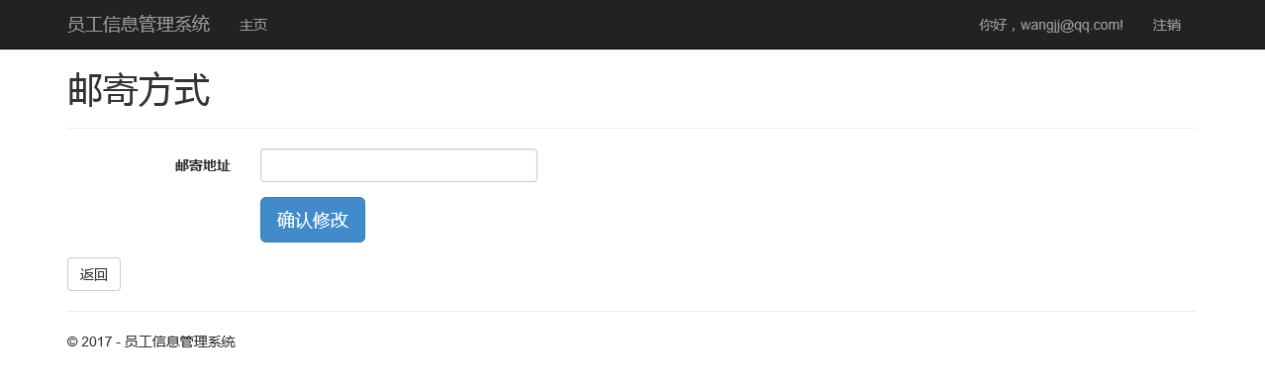 员工信息管理系统 主页 你好，wangjj@qq.com! 注销
邮寄方式
邮寄地址
确认修改
返回
© 2017 - 员工信息管理系统